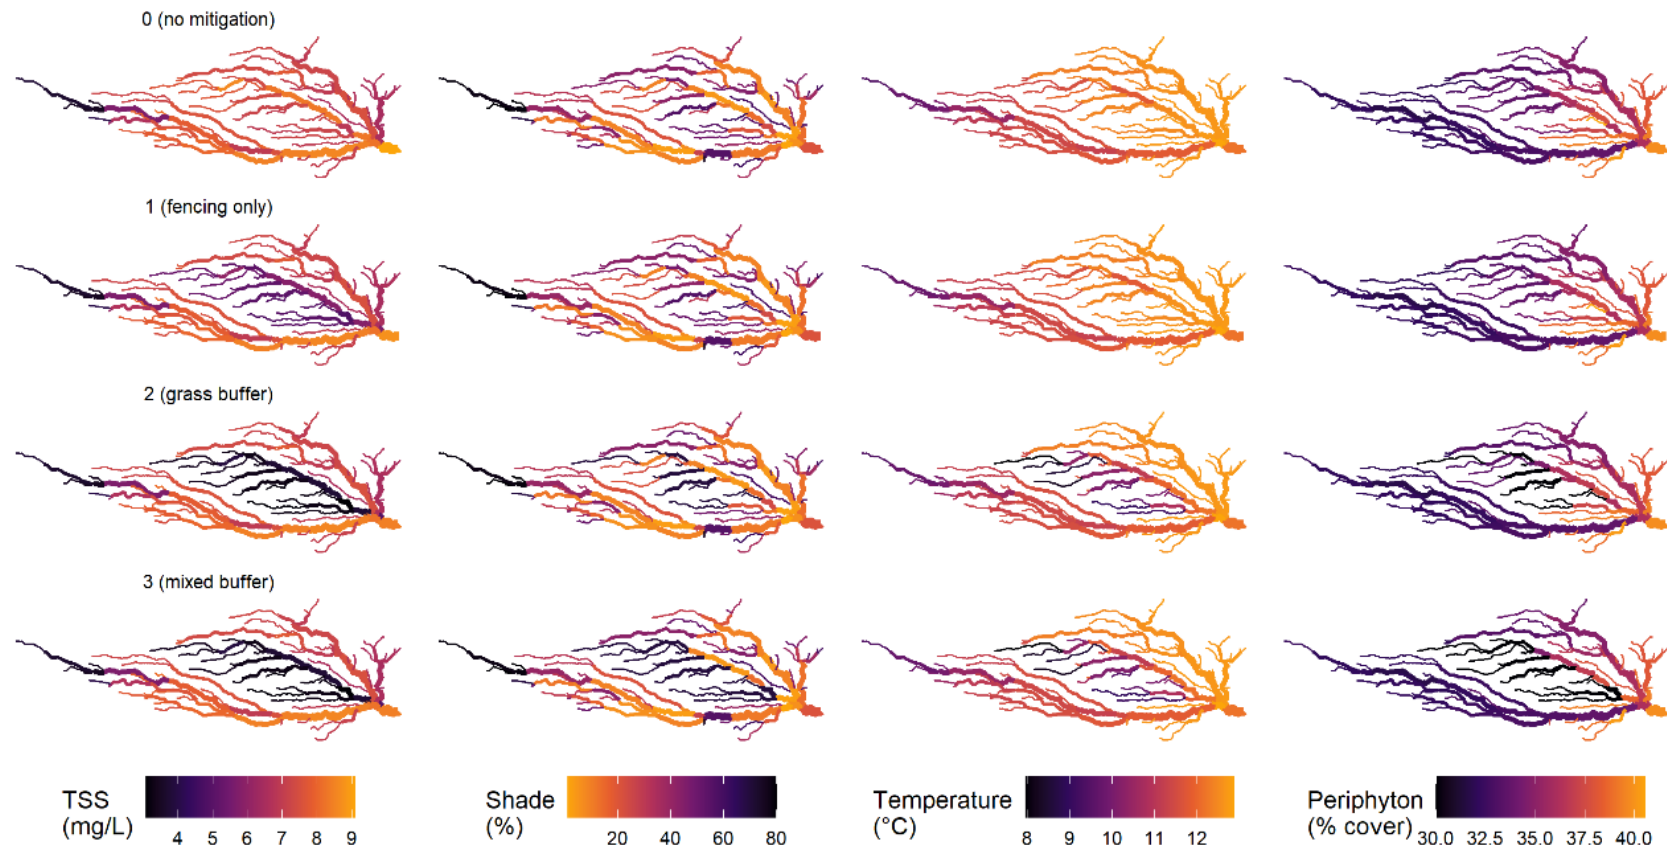 0 (no mitigation)
1 (fencing only)
2 (grass buffer)
3 (mixed buffer)
TSS
(mg/L)
4 5 6 7 8 9
Shade
(%)
20 40 60 80
Temperature
(°C)
8 9 10 11 12
Periphyton
(% cover)
30.0 32.5 35.0 37.5 40.0